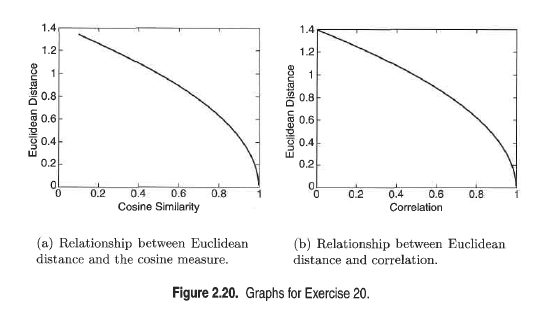 1.4
1.2
1
0.8
0.6
0.4
0.2
0
Euclidean Distance
0 0.2 0.4 0.6 0.8 1
Cosine Similarity
1.4
1.2
1
0.8
0.6
0.4
0.2
0
Euclidean Distance
0 0.2 0.4 0.6 0.8 1
Correlation
(a) Relationship between Euclidean
distance and the cosine measure.
(b) Relationship between Euclidean
distance and correlation.
Figure 2.20. Graphs for Exercise 20.